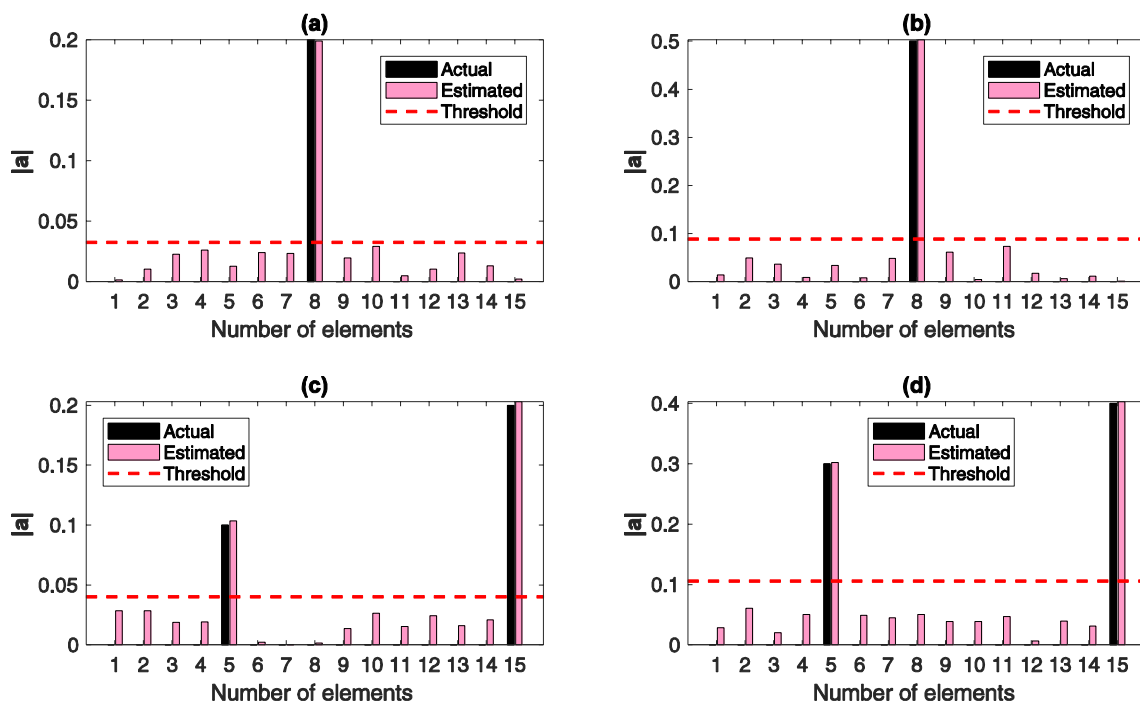 (a)
0.2
0.15
0.1
0.05
0
|a|
Actual
Estimated
Threshold
1 2 3 4 5 6 7 8 9 10 11 12 13 14 15
Number of elements
(b)
0.5
0.4
0.3
0.2
0.1
0
|a|
Actual
Estimated
Threshold
1 2 3 4 5 6 7 8 9 10 11 12 13 14 15
Number of elements
(c)
0.2
0.15
0.1
0.05
0
|a|
Actual
Estimated
Threshold
1 2 3 4 5 6 7 8 9 10 11 12 13 14 15
Number of elements
(d)
0.4
0.3
0.2
0.1
0
|a|
Actual
Estimated
Threshold
1 2 3 4 5 6 7 8 9 10 11 12 13 14 15
Number of elements